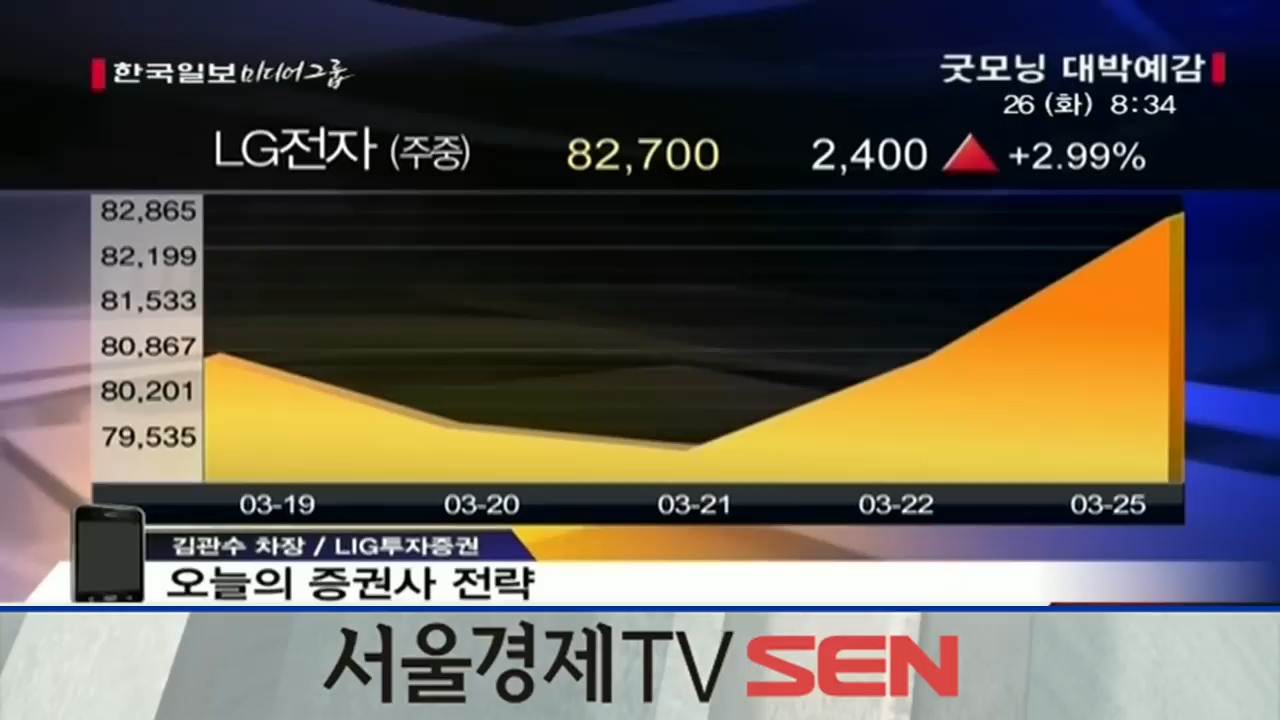 한국일보 미디어그룹
굿모닝 대박예감
26 (화) 8:34
LG전자 (주중) 82,700 2,400 ▲ +2.99%
82,865
82,199
81,533
80,867
80,201
79,535
03-19 03-20 03-21 03-22 03-25
김관수 차장 / LIG투자증권
오늘의 증권사 전략
서울경제TV SEN